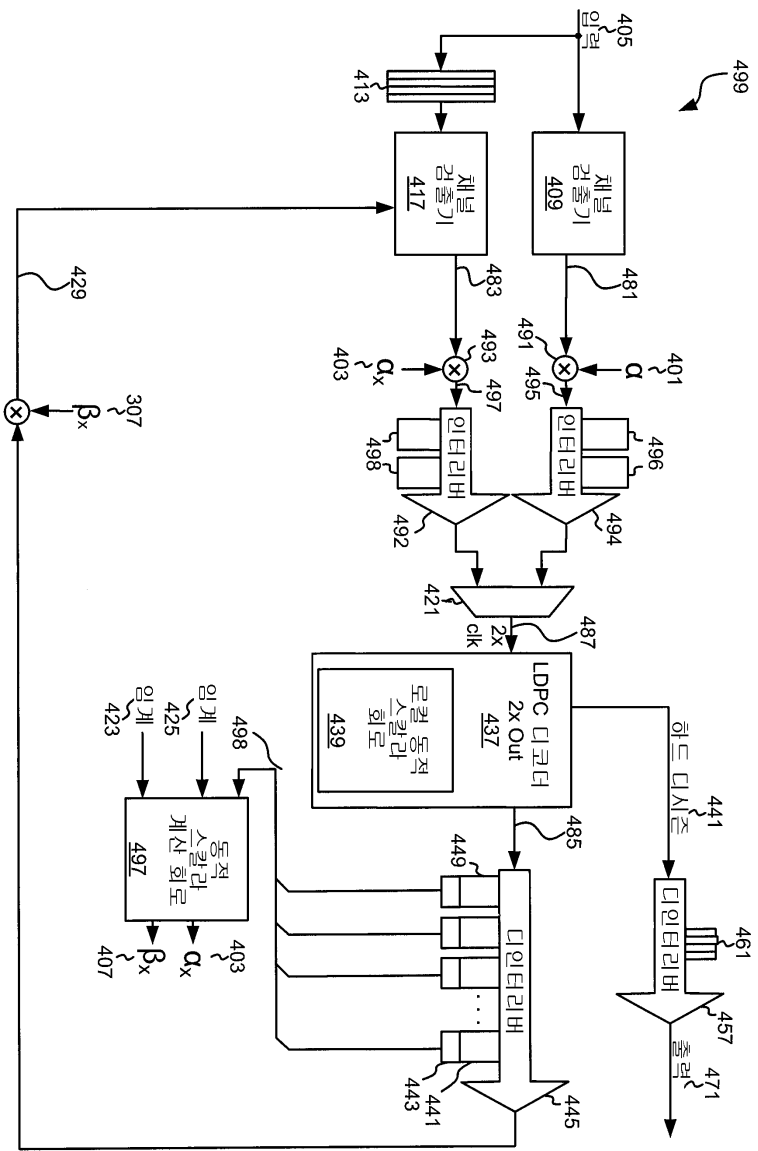 499
405
입력
413
채널
검출기
409
채널
검출기
417
481
483
491
401
α
493
403
αx
495
497
496
인터리버
494
498
인터리버
492
421
487
2x
clk
LDPC 디코더
2x Out
437
로컬 동적
스칼라
회로
439
485
하드 디시즌
441
461
디인터리버
457
출력
471
449
디인터리버
...
441
443
445
498
임계
425
임계
423
동적
스칼라
계산 회로
497
403
αx
βx
407
429
307
βx